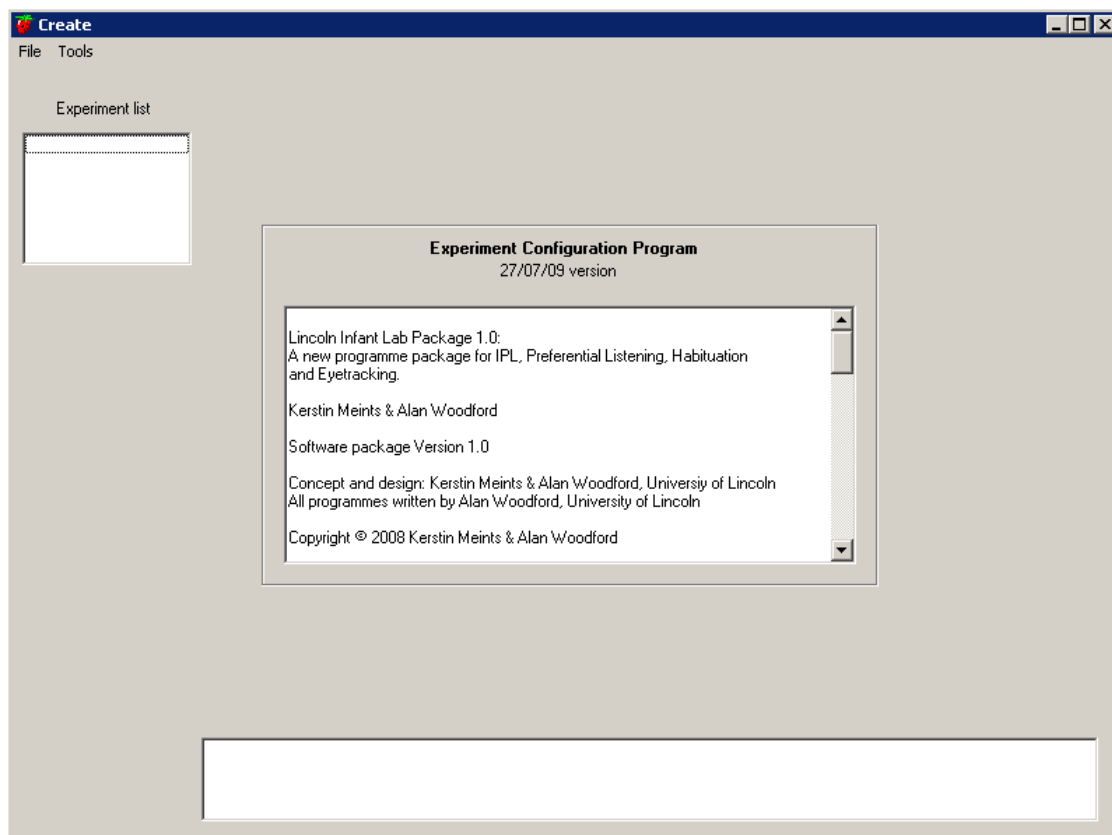 Create
File Tools
Experiment list
Experiment Configuration Program
27/07/09 version
Lincoln Infant Lab Package 1.0:
A new programme package for IPL, Preferential Listening, Habituation
and Eyetracking.
Kerstin Meints & Alan Woodford
Software package Version 1.0
Concept and design: Kerstin Meints & Alan Woodford, Universiy of Lincoln
All programmes written by Alan Woodford, University of Lincoln
Copyright © 2008 Kerstin Meints & Alan Woodford